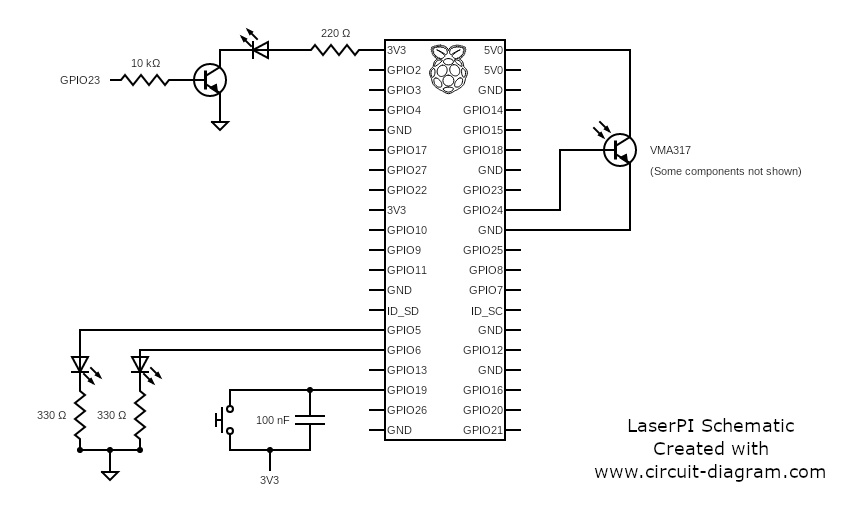 220 Ω
10 kΩ
GPIO23
3V3
GPIO2
GPIO3
GPIO4
GND
GPIO17
GPIO27
GPIO22
3V3
GPIO10
GPIO9
GPIO11
GND
ID_SD
GPIO5
GPIO6
GPIO13
GPIO19
GPIO26
GND
5V0
5V0
GND
GPIO14
GPIO15
GPIO18
GND
GPIO23
GPIO24
GND
GPIO25
GPIO8
GPIO7
ID_SC
GND
GPIO12
GND
GPIO16
GPIO20
GPIO21
VMA317
(Some components not shown)
330 Ω
330 Ω
100 nF
3V3
LaserPI Schematic
Created with
www.circuit-diagram.com